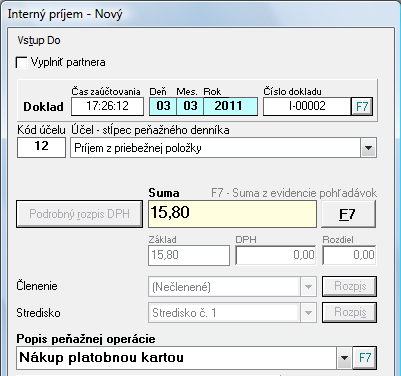 Interný príjem - Nový
Vstup Do
Vyplniť partnera
Čas zaúčtovania Deň Mes. Rok Číslo dokladu
Doklad 17:26:12 03 03 2011 I-00002 F7
Kód účelu Účel - stĺpec peňažného denníka
12 Príjem z priebežnej položky
Suma F7 - Suma z evidencie pohľadávok
Podrobný rozpis DPH 15,80 F7
Základ DPH Rozdiel
15,80 0,00 0,00
Členenie (Nečlenené) Rozpis
Stredisko Stredisko č. 1 Rozpis
Popis peňažnej operácie
Nákup platobnou kartou F7